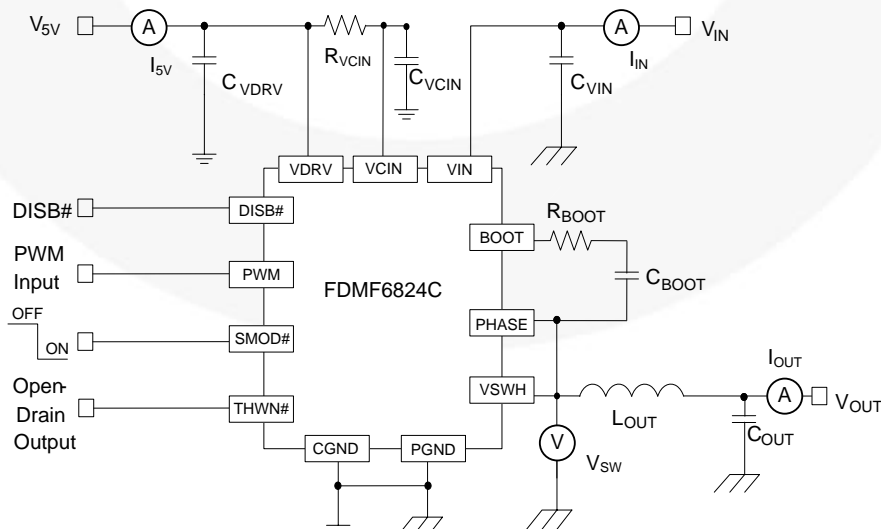 V5V
A
I5V
CVDRV
RVCIN
CVCIN
CVIN
A
IIN
VIN
VDRV
VCIN
VIN
DISB#
DISB#
PWM
Input
PWM
OFF
ON
SMOD#
Open-
Drain
Output
THWN#
FDMF6824C
BOOT
RBOOT
CBOOT
PHASE
VSWH
LOUT
IOUT
A
VOUT
COUT
V
VSW
CGND
PGND